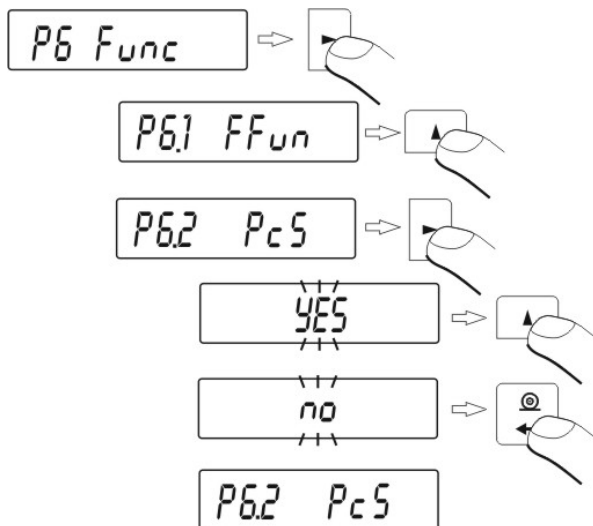 P6 Func
P6.1 FFun
P6.2 PcS
YES
no
P6.2 PcS